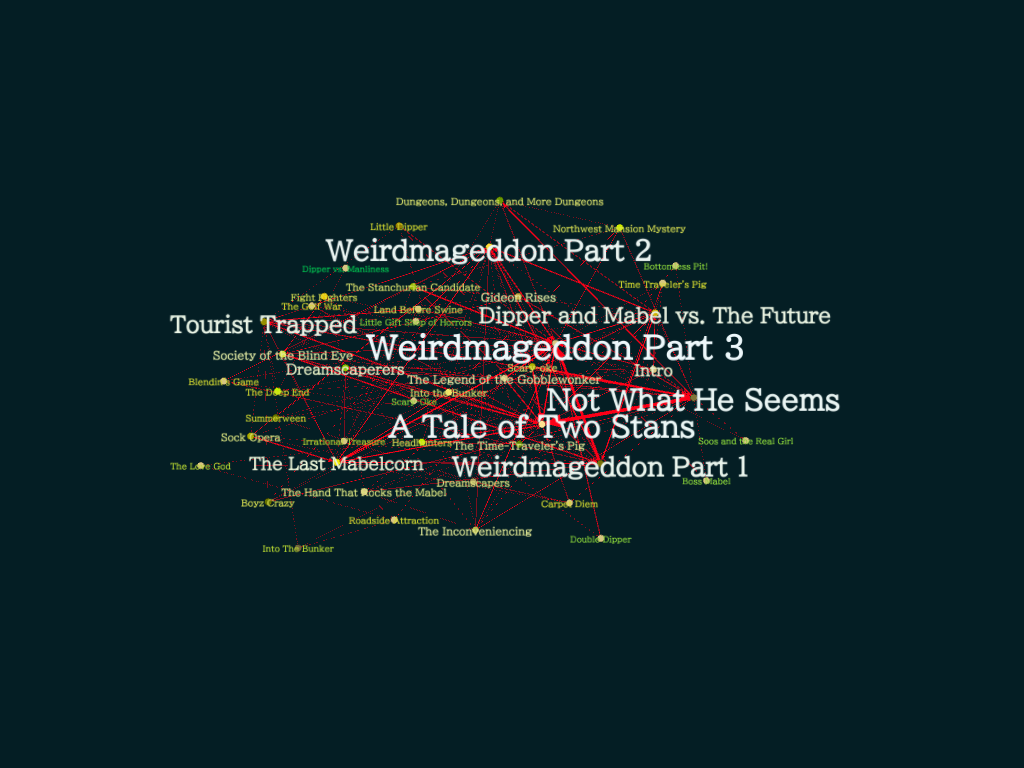 Dungeons, Dungeons, and More Dungeons
Little Dipper
Northwest Mansion Mystery
Weirdmageddon Part 2
Bottomless Pit!
Dipper vs. Manliness
Time Traveler's Pig
The Stanchurian Candidate
Fight Fighters
Gideon Rises
The Golf War
Land Before Swine
Dipper and Mabel vs. The Future
Little Gift Shop of Horrors
Tourist Trapped
Weirdmageddon Part 3
Society of the Blind Eye
Scary-oke
Dreamscaperers
Intro
The Legend of the Gobblewonker
Blending Game
The Deep End
Into the Bunker
Scary Oke
Not What He Seems
Summerween
A Tale of Two Stans
Sock Opera
Irrational Treasure
Headhunters
Soos and the Real Girl
The Time-Traveler's Pig
The Love God
The Last Mabelcorn
Weirdmageddon Part 1
Dreamscapers
Boss Mabel
The Hand That Rocks the Mabel
Boyz Crazy
Carpet Diem
Roadside Attraction
The Inconveniencing
Double Dipper
Into The Bunker